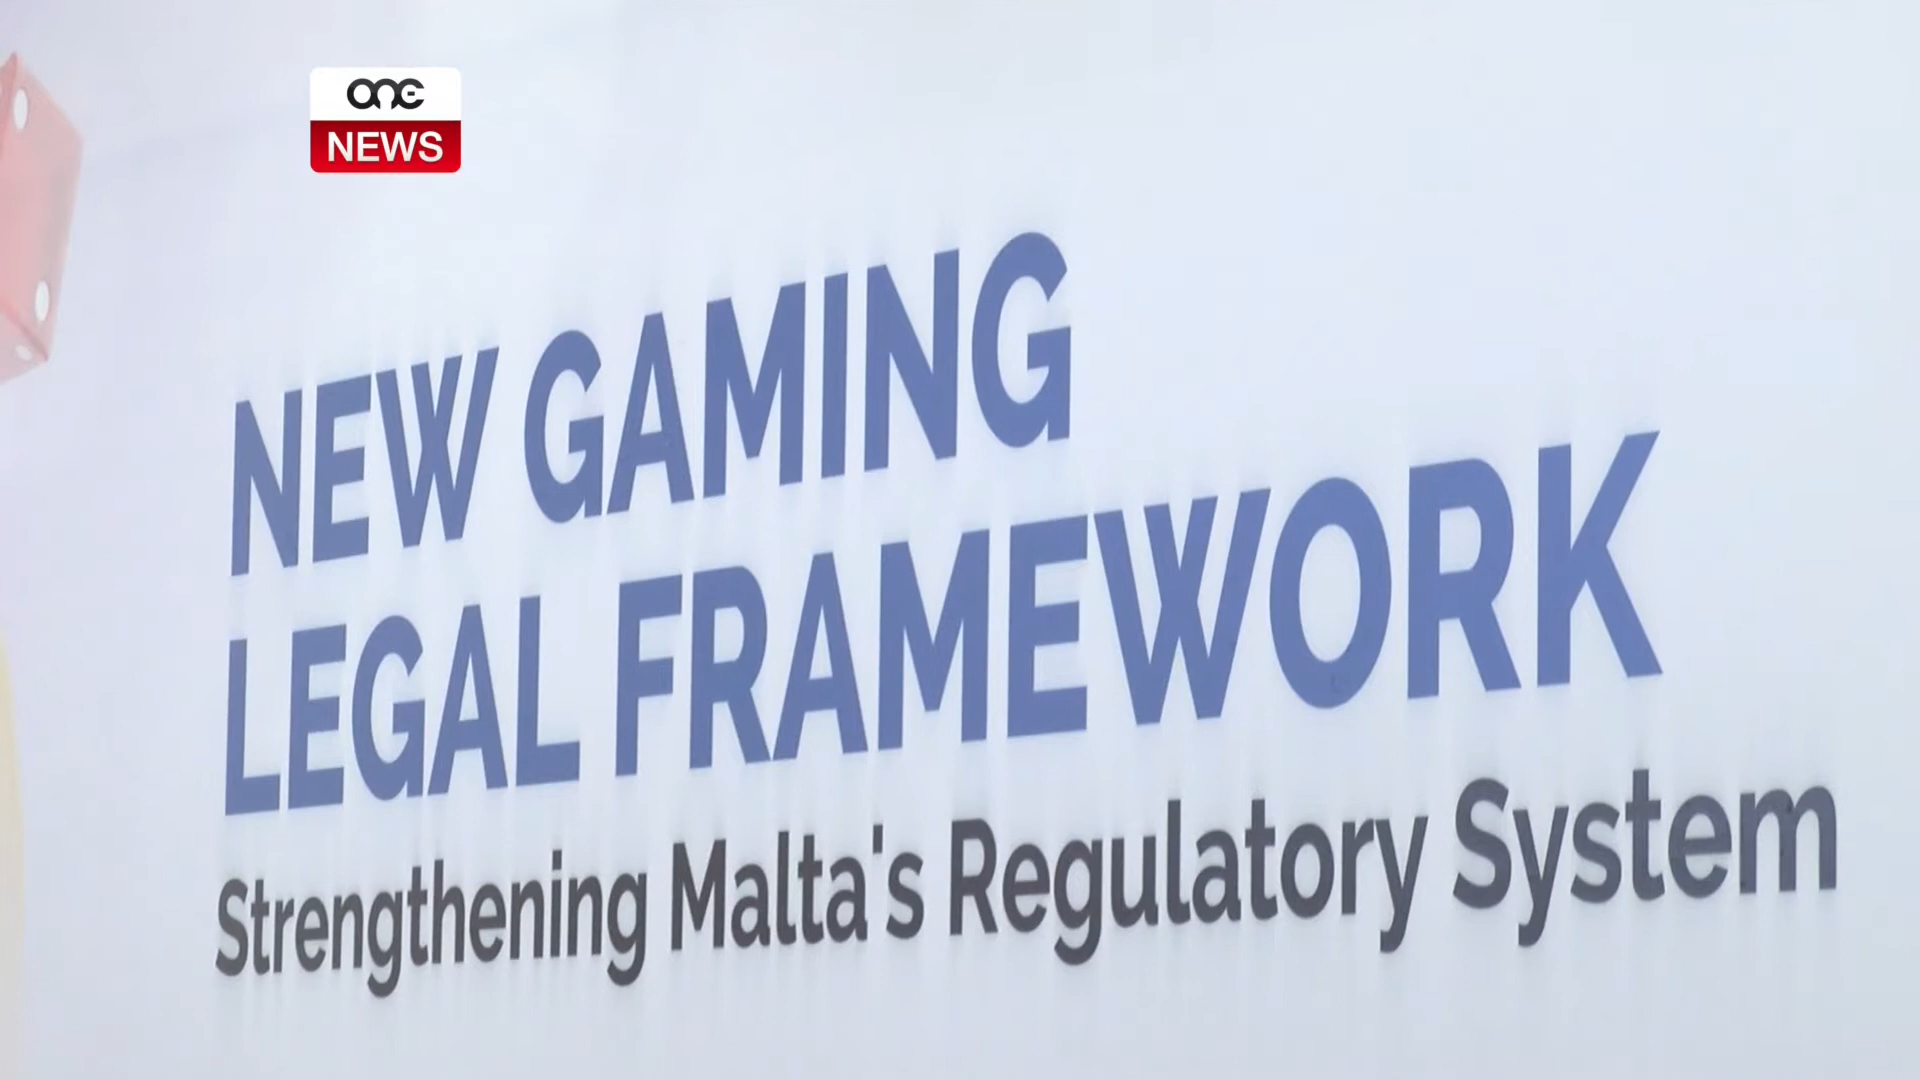 one
NEWS
NEW GAMING
LEGAL FRAMEWORK
Strengthening Malta's Regulatory System